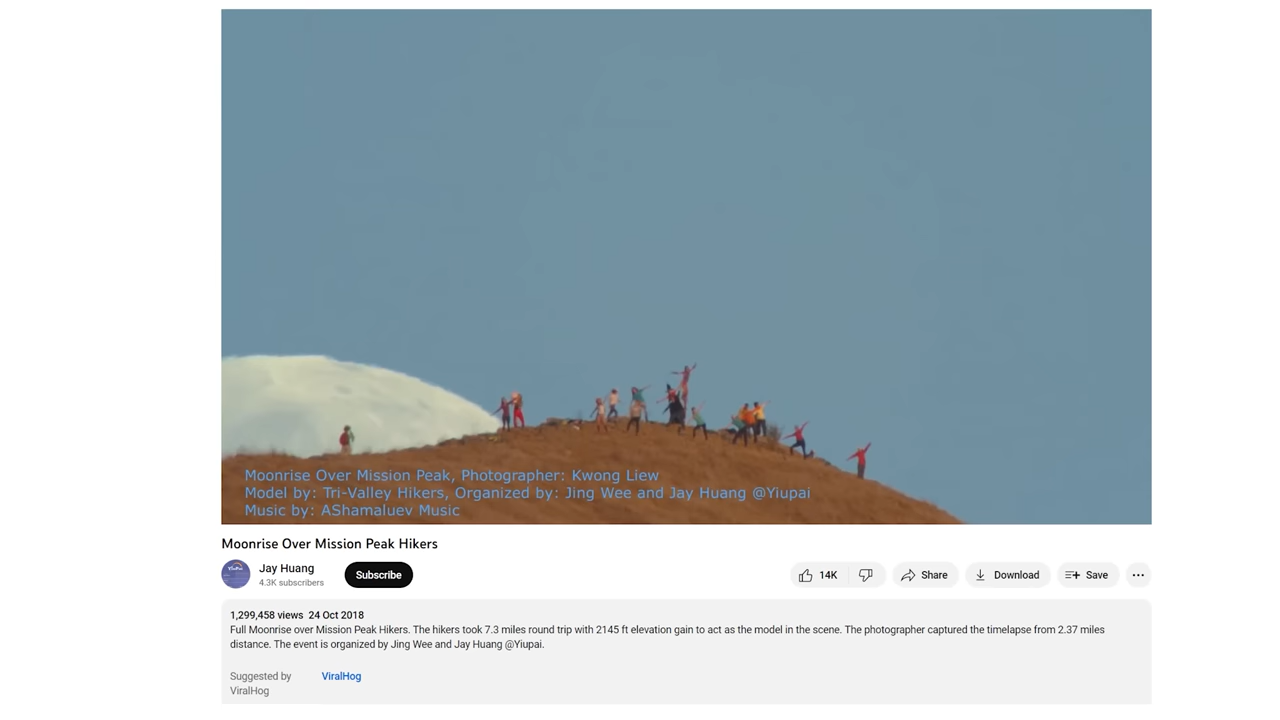 Moonrise Over Mission Peak, Photographer: Kwong Liew
Model by: Tri-Valley Hikers, Organized by: Jing Wee and Jay Huang @Yiupai
Music by: AShamaluev Music
Moonrise Over Mission Peak Hikers
Jay Huang
4.3K subscribers
Subscribe
14K
Share
Download
Save
1,299,458 views 24 Oct 2018
Full Moonrise over Mission Peak Hikers. The hikers took 7.3 miles round trip with 2145 ft elevation gain to act as the model in the scene. The photographer captured the timelapse from 2.37 miles
distance. The event is organized by Jing Wee and Jay Huang @Yiupai.
Suggested by ViralHog
ViralHog